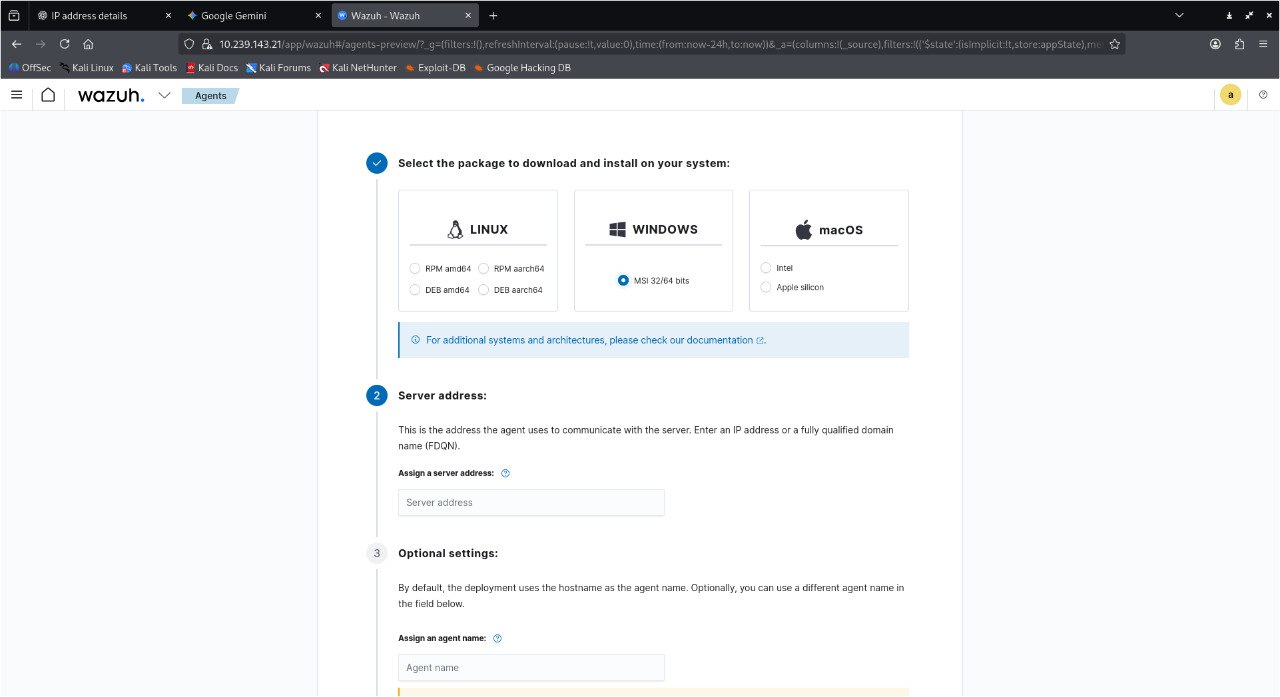 IP address details
Google Gemini
Wazuh - Wazuh
10.239.143.21/app/wazuh#/agents-preview/?_g=(filters:!(),refreshInterval:(pause:!t,value:0),time:(from:now-24h,to:now))&_a=(columns:!(_source),filters:!(('$state':(isImplicit:!t,store:appState),me
OffSec
Kali Linux
Kali Tools
Kali Docs
Kali Forums
Kali NetHunter
Exploit-DB
Google Hacking DB
wazuh.
Agents
a
Select the package to download and install on your system:
LINUX
RPM amd64
RPM aarch64
DEB amd64
DEB aarch64
WINDOWS
MSI 32/64 bits
macOS
Intel
Apple silicon
For additional systems and architectures, please check our documentation.
2
Server address:
This is the address the agent uses to communicate with the server. Enter an IP address or a fully qualified domain
name (FDQN).
Assign a server address:
Server address
3
Optional settings:
By default, the deployment uses the hostname as the agent name. Optionally, you can use a different agent name in
the field below.
Assign an agent name:
Agent name